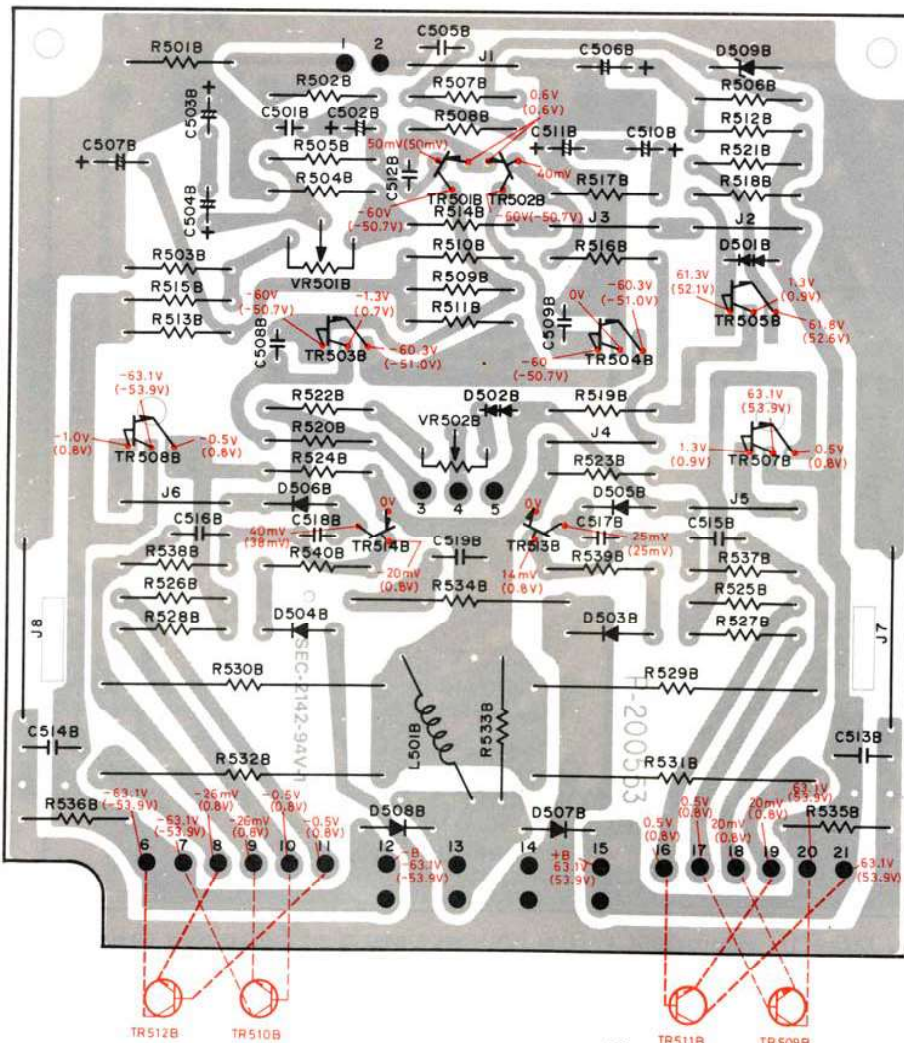 R501B
1 2
C505B
J1
C506B
D509B
R502B
R507B
0.6V
(0.6V)
R506B
C503B
C501B
C502B
R508B
R512B
C507B
50mV(50mV)
C511B
C510B
R505B
R521B
40mV
R504B
C512B
R517B
R518B
C504B
-60V
(-50.7V)
TR501B
TR502B
-60V(-50.7V)
R514B
J3
J2
R503B
R510B
R516B
D501B
VR501B
R509B
61.3V
(52.1V)
1.3V
(0.9V)
R515B
-60V
(-50.7V)
-1.3V
(0.7V)
R511B
0V
-60.3V
(-51.0V)
TR505B
R513B
C508B
C509B
61.8V
(52.6V)
TR503B
-60.3V
(-51.0V)
TR504B
-60
(-50.7V)
-63.1V
(-53.9V)
R522B
D502B
R519B
63.1V
(53.9V)
R520B
VR502B
J4
-1.0V
(0.8V)
TR508B
-0.5V
(0.8V)
R524B
R523B
1.3V
(0.9V)
TR507B
0.5V
(0.8V)
J6
D506B
3 4 5
D505B
J5
0V
0V
C516B
C518B
C517B
C515B
40mV
(38mV)
TR514B
C519B
TR513B
25mV
(25mV)
R538B
R540B
R539B
R537B
-20mV
(0.8V)
14mV
(0.8V)
R526B
R534B
R525B
R528B
D504B
D503B
R527B
J8
J7
SEC-2142-94V-1
R530B
R529B
L501B
R533B
F-200553
C514B
C513B
R532B
R531B
R536B
-63.1V
(-53.9V)
-63.1V
(-53.9V)
-26mV
(0.8V)
-26mV
(0.8V)
-0.5V
(0.8V)
-0.5V
(0.8V)
D508B
D507B
0.5V
(0.8V)
0.5V
(0.8V)
20mV
(0.8V)
20mV
(0.8V)
63.1V
(53.9V)
R535B
6 7 8 9 10 11 12 13 14 15 16 17 18 19 20 21
-B
-63.1V
(-53.9V)
+B
63.1V
(53.9V)
63.1V
(53.9V)
TR512B
TR510B
TR511B
TR509B